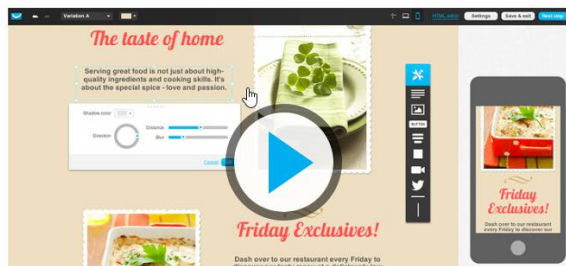 Variation A
HTML editor
Settings
Save & exit
Next step
The taste of home
Serving great food is not just about high-
quality ingredients and cooking skills. It's
about the special spice - love and passion.
Shadow color
Direction
Distance
Blur
Cancel
BUTTON
Friday Exclusives!
Dash over to our restaurant every Friday to
Friday
Exclusives!
Dash over to our restaurant
every Friday to discover our